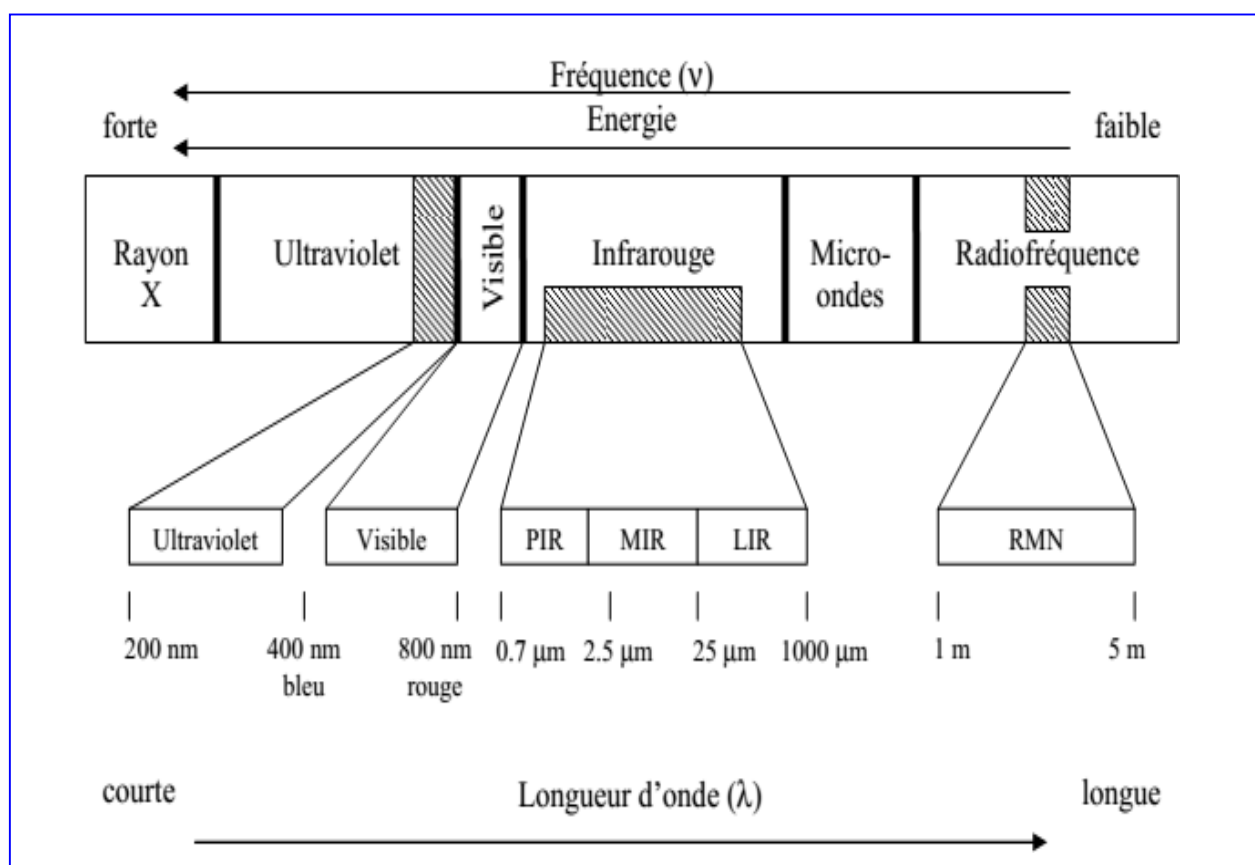 Fréquence (ν)
forte Energie faible
Rayon X
Ultraviolet
Visible
Infrarouge
Micro-
ondes
Radiofréquence
Ultraviolet Visible PIR MIR LIR RMN
200 nm 400 nm 800 nm 0.7 μm 2.5 μm 25 μm 1000 μm 1 m 5 m
bleu rouge
courte Longueur d’onde (λ) longue